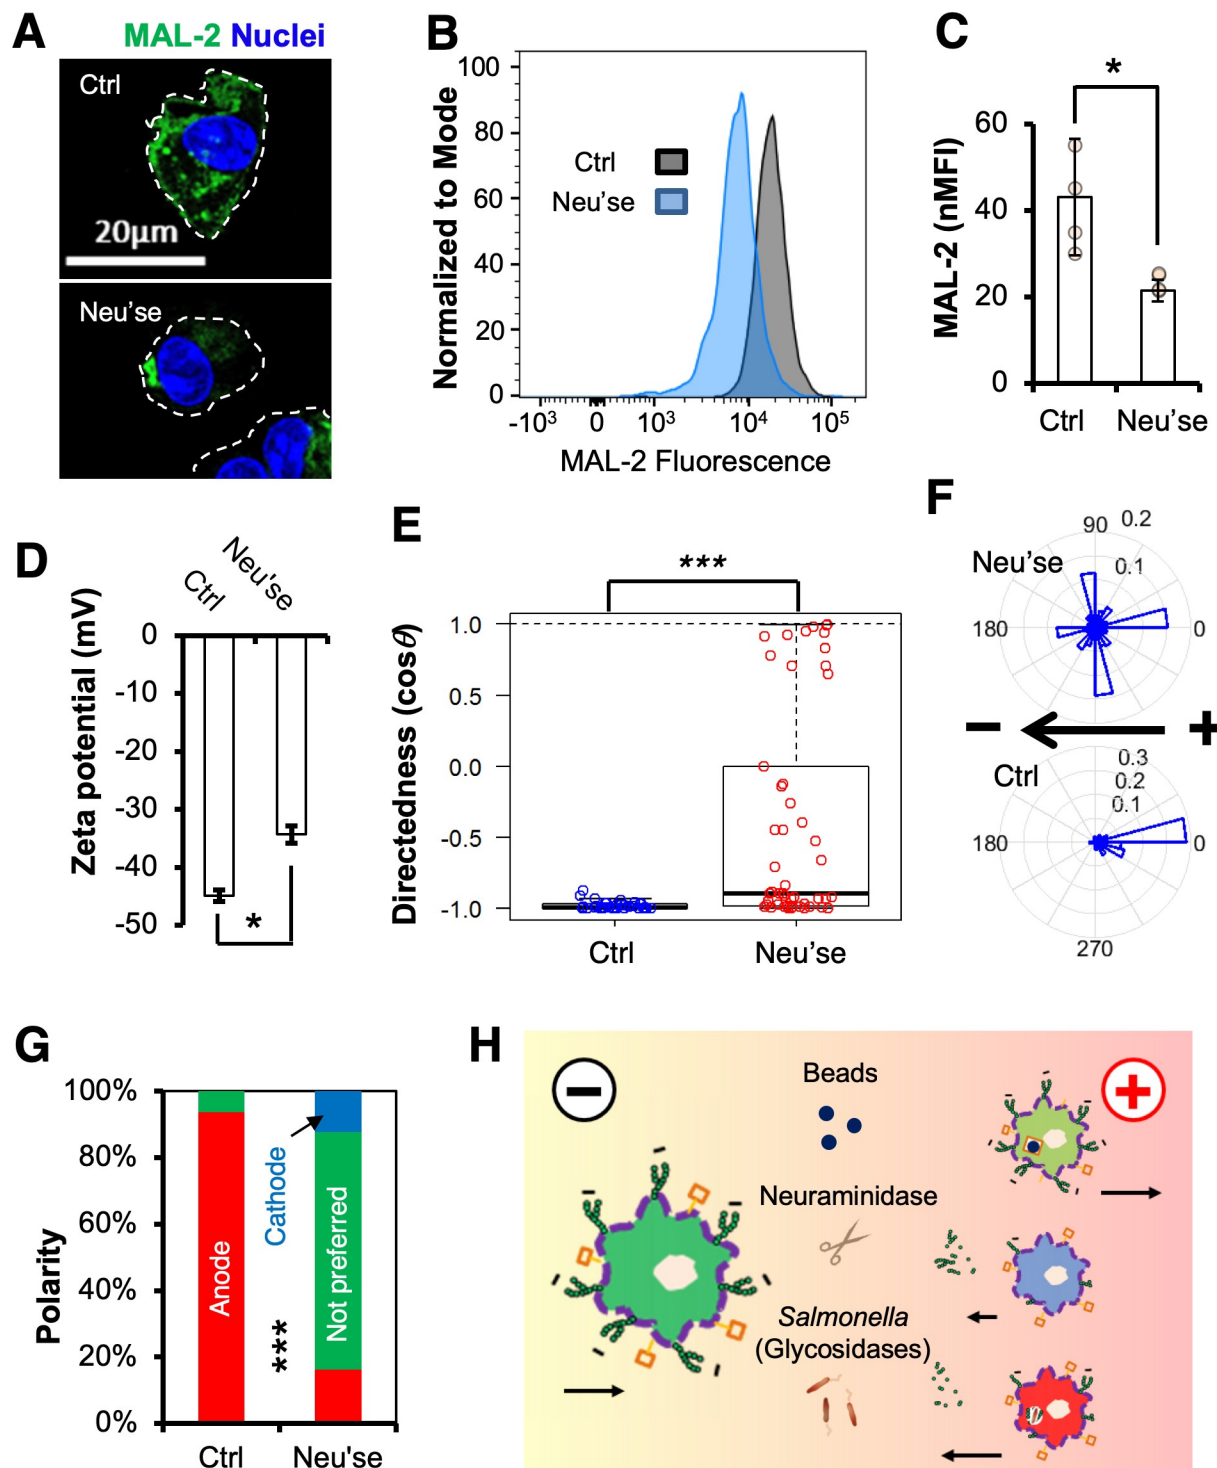 A
MAL-2 Nuclei
Ctrl
20µm
Neu'se
B
Normalized to Mode
100
80
60
40
20
0
Ctrl
Neu'se
-10³ 0 10³ 10⁴ 10⁵
MAL-2 Fluorescence
C
*
MAL-2 (nMFI)
60
40
20
0
Ctrl Neu'se
D
Ctrl Neu'se
Zeta potential (mV)
0
-10
-20
-30
-40
-50
*
E
***
Directedness (cosθ)
1.0
0.5
0.0
-0.5
-1.0
Ctrl Neu'se
F
90 0.2
Neu'se 0.1
180 0
− +
0.3
Ctrl 0.2
0.1
180 0
270
G
Polarity
100%
80%
60%
40%
20%
0%
Anode
Cathode
Not preferred
***
Ctrl Neu'se
H
− Beads +
Neuraminidase
Salmonella
(Glycosidases)